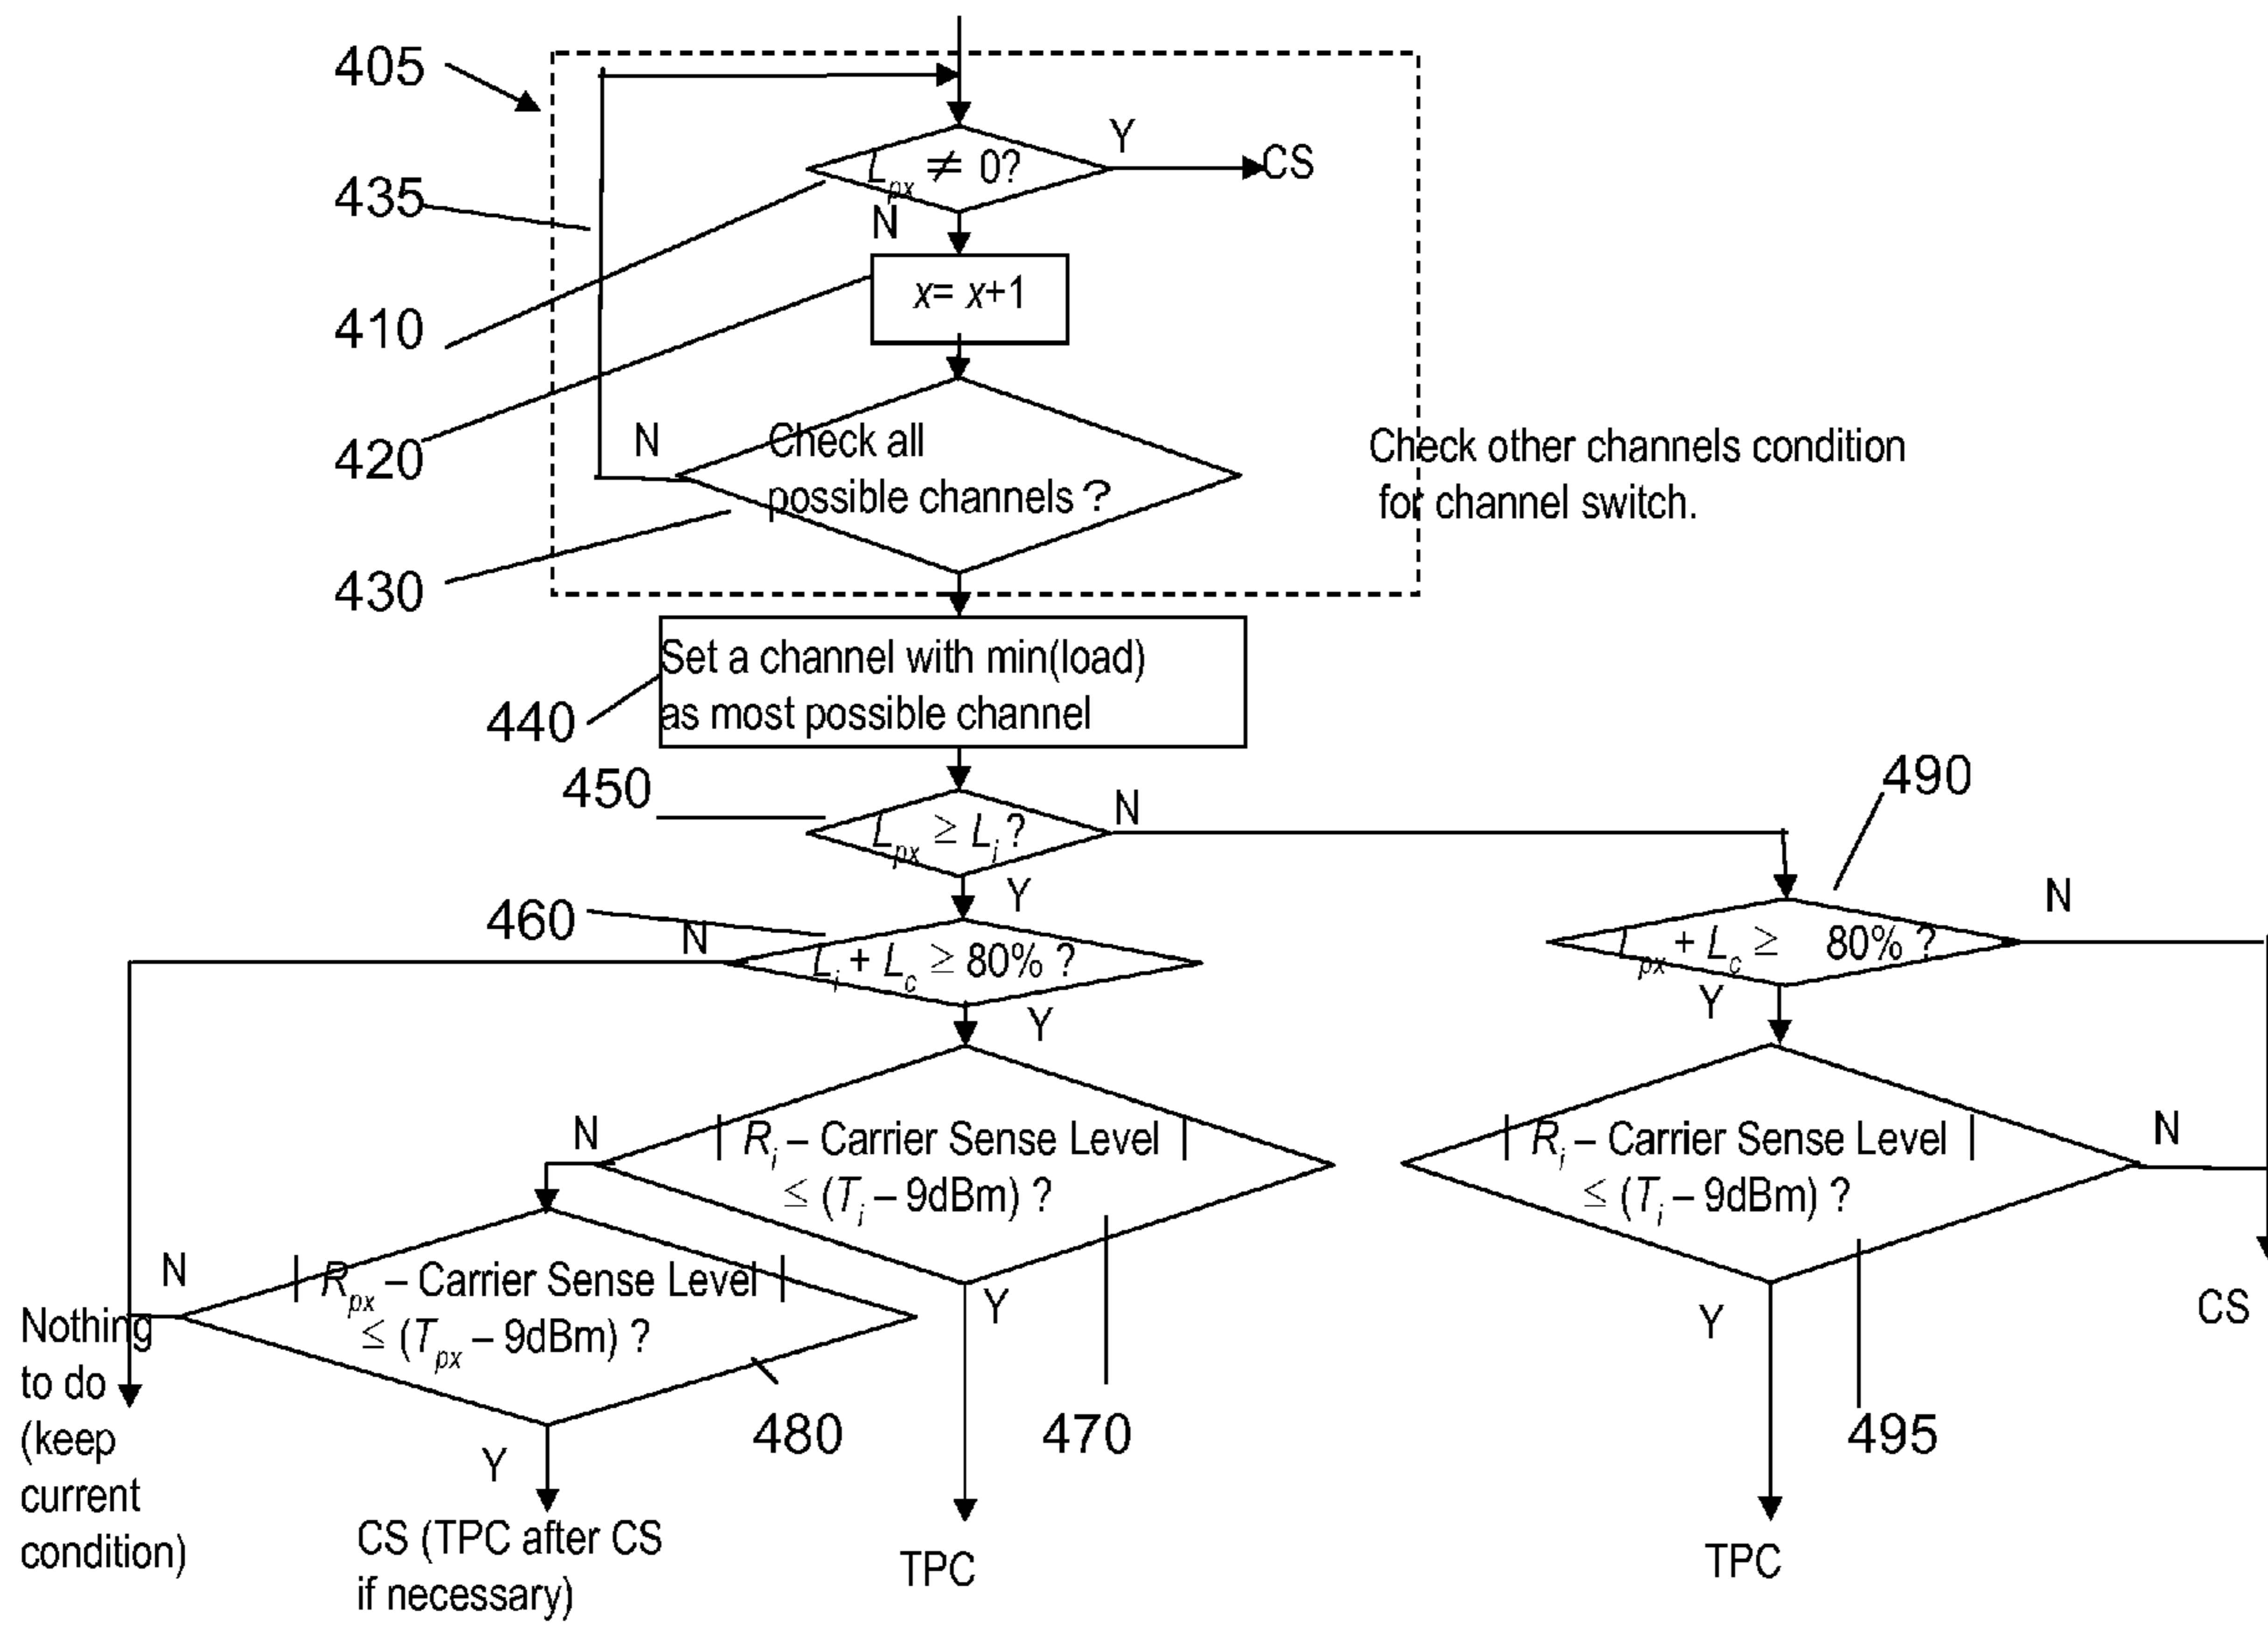 405
Y
L_px ≠ 0?
CS
435
N
x= x+1
410
N
Check all
possible channels ?
Check other channels condition
for channel switch.
420
430
Set a channel with min(load)
as most possible channel
440
450
N
490
L_px ≥ L_i ?
Y
N
460
N
L_i + L_c ≥ 80% ?
L_px + L_c ≥ 80% ?
Y
Y
N
| R_i – Carrier Sense Level |
≤ (T_i – 9dBm) ?
| R_i – Carrier Sense Level |
≤ (T_i – 9dBm) ?
N
N
| R_px – Carrier Sense Level |
≤ (T_px – 9dBm) ?
Y
Y
CS
Nothing
to do
(keep
current
condition)
480
470
495
Y
CS (TPC after CS
if necessary)
TPC
TPC